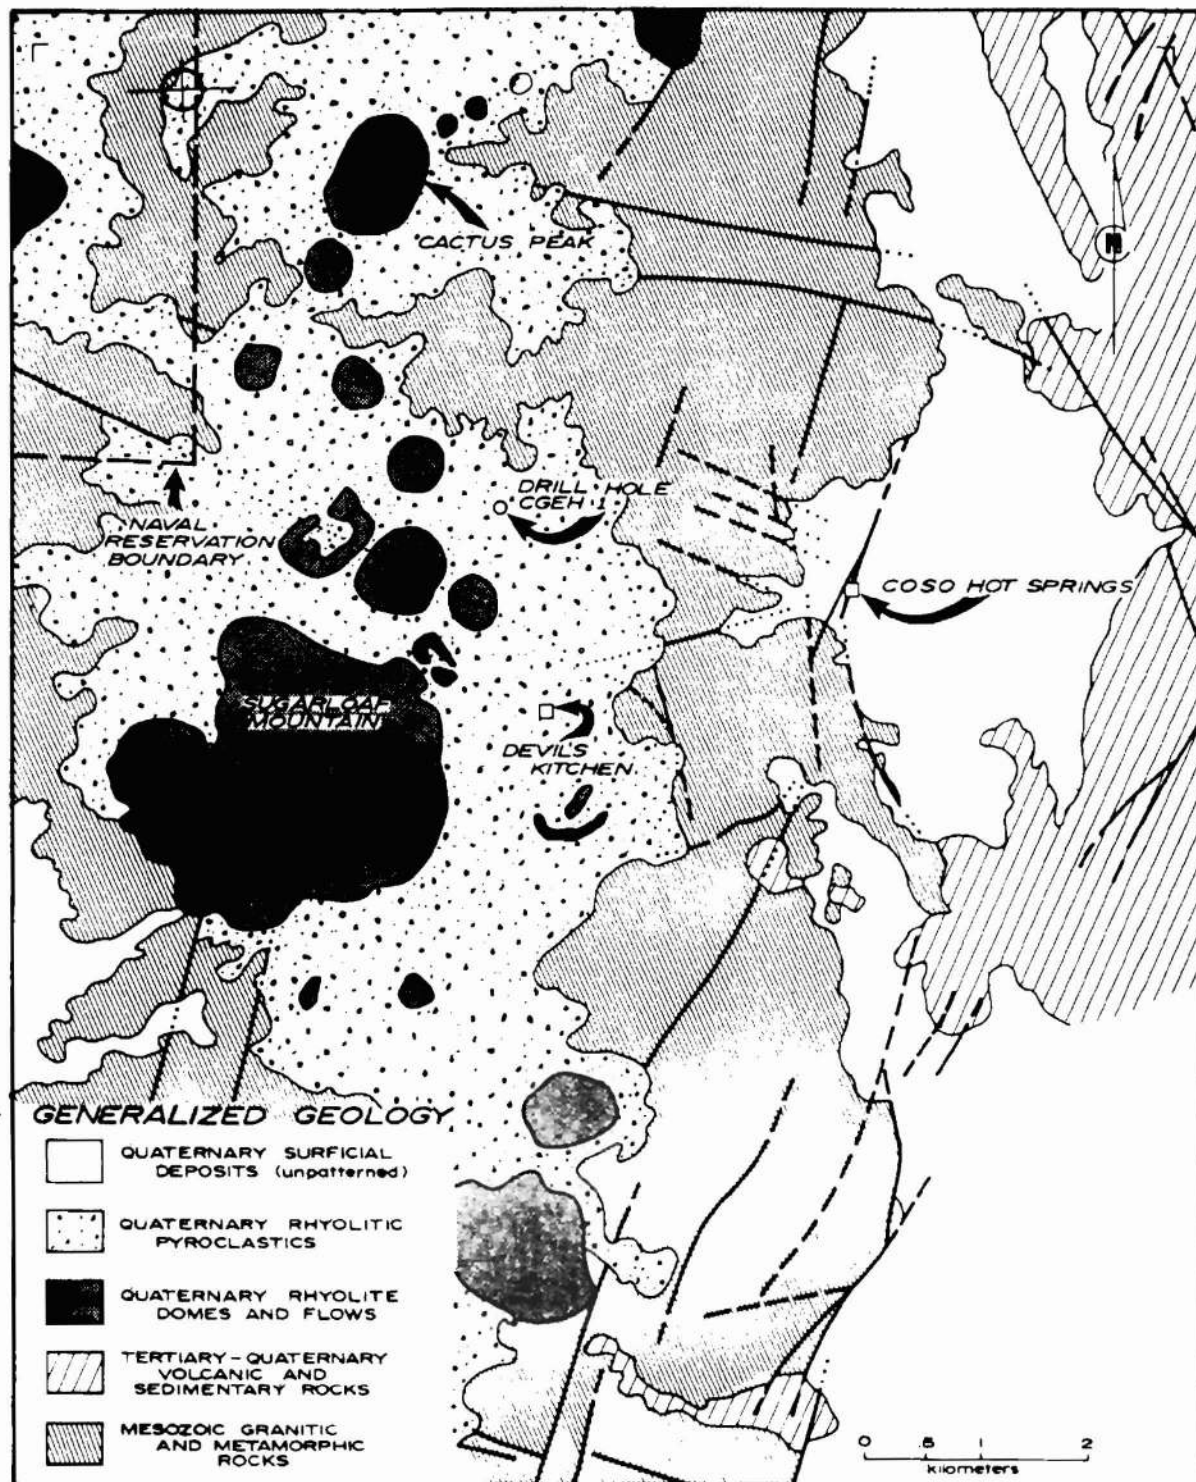 N
CACTUS PEAK
DRILL HOLE
CGEH 1
NAVAL
RESERVATION
BOUNDARY
COSO HOT SPRINGS
SUGARLOAF
MOUNTAIN
DEVIL'S
KITCHEN
GENERALIZED GEOLOGY
QUATERNARY SURFICIAL
DEPOSITS (unpatterned)
QUATERNARY RHYOLITIC
PYROCLASTICS
QUATERNARY RHYOLITE
DOMES AND FLOWS
TERTIARY-QUATERNARY
VOLCANIC AND
SEDIMENTARY ROCKS
MESOZOIC GRANITIC
AND METAMORPHIC
ROCKS
0 .5 1 2
kilometers